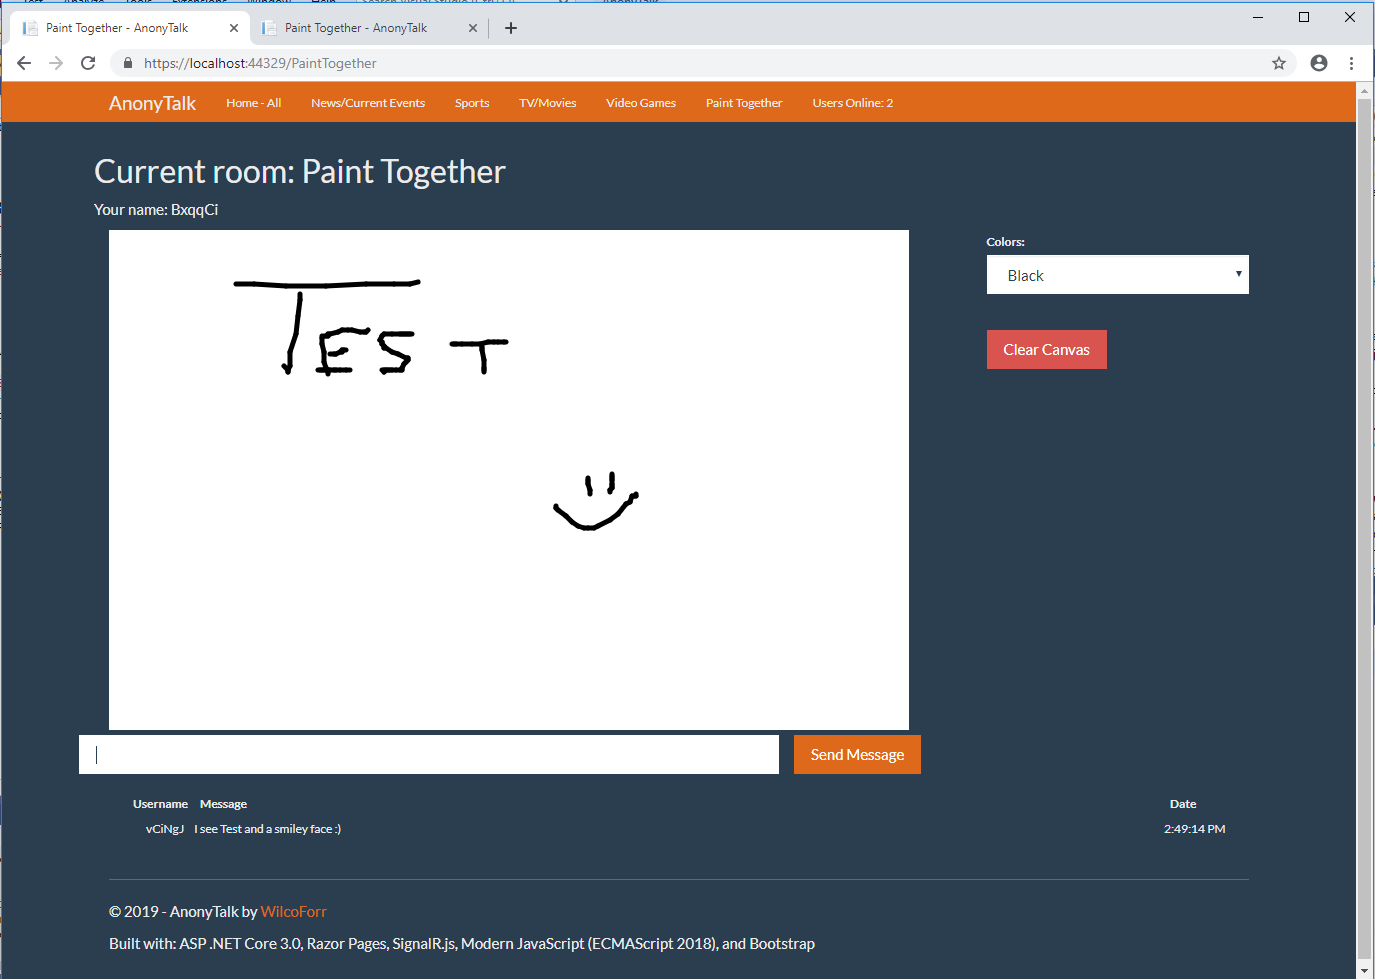 Paint Together - AnonyTalk
Paint Together - AnonyTalk
https://localhost:44329/PaintTogether
AnonyTalk Home - All News/Current Events Sports TV/Movies Video Games Paint Together Users Online: 2
Current room: Paint Together
Your name: BxqqCi
Colors:
Black
Clear Canvas
TEST
Send Message
Username Message Date
vCiNgJ I see Test and a smiley face :) 2:49:14 PM
© 2019 - AnonyTalk by WilcoForr
Built with: ASP .NET Core 3.0, Razor Pages, SignalR.js, Modern JavaScript (ECMAScript 2018), and Bootstrap